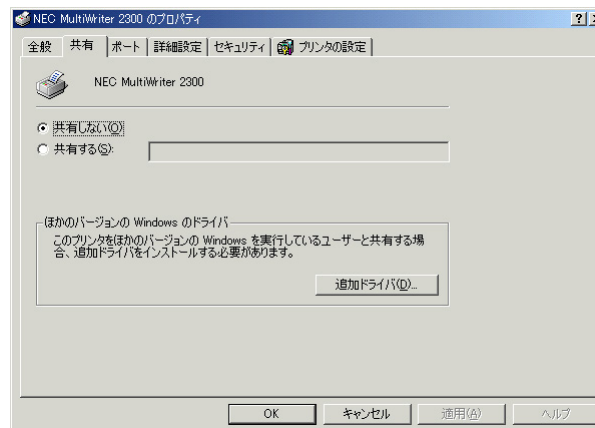 NEC MultiWriter 2300 のプロパティ
全般 共有 ポート 詳細設定 セキュリティ プリンタの設定
NEC MultiWriter 2300
共有しない(O)
共有する(S):
ほかのバージョンの Windows のドライバ
このプリンタをほかのバージョンの Windows を実行しているユーザーと共有する場
合、追加ドライバをインストールする必要があります。
追加ドライバ(D)...
OK キャンセル 適用(A) ヘルプ